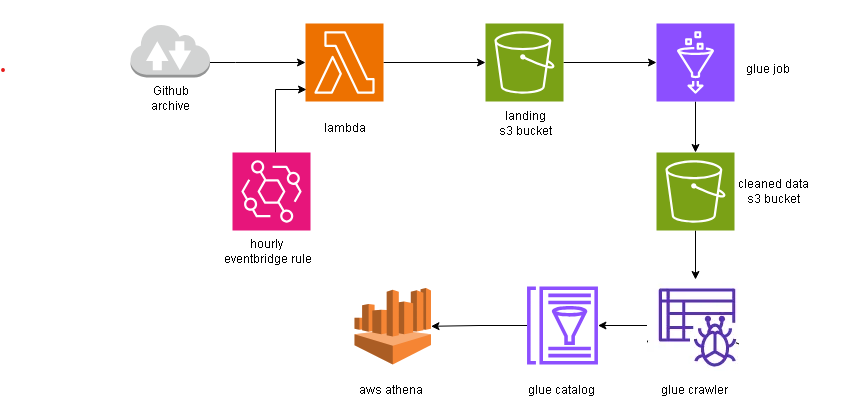 Github
archive
lambda
landing
s3 bucket
glue job
cleaned data
s3 bucket
hourly
eventbridge rule
aws athena
glue catalog
glue crawler